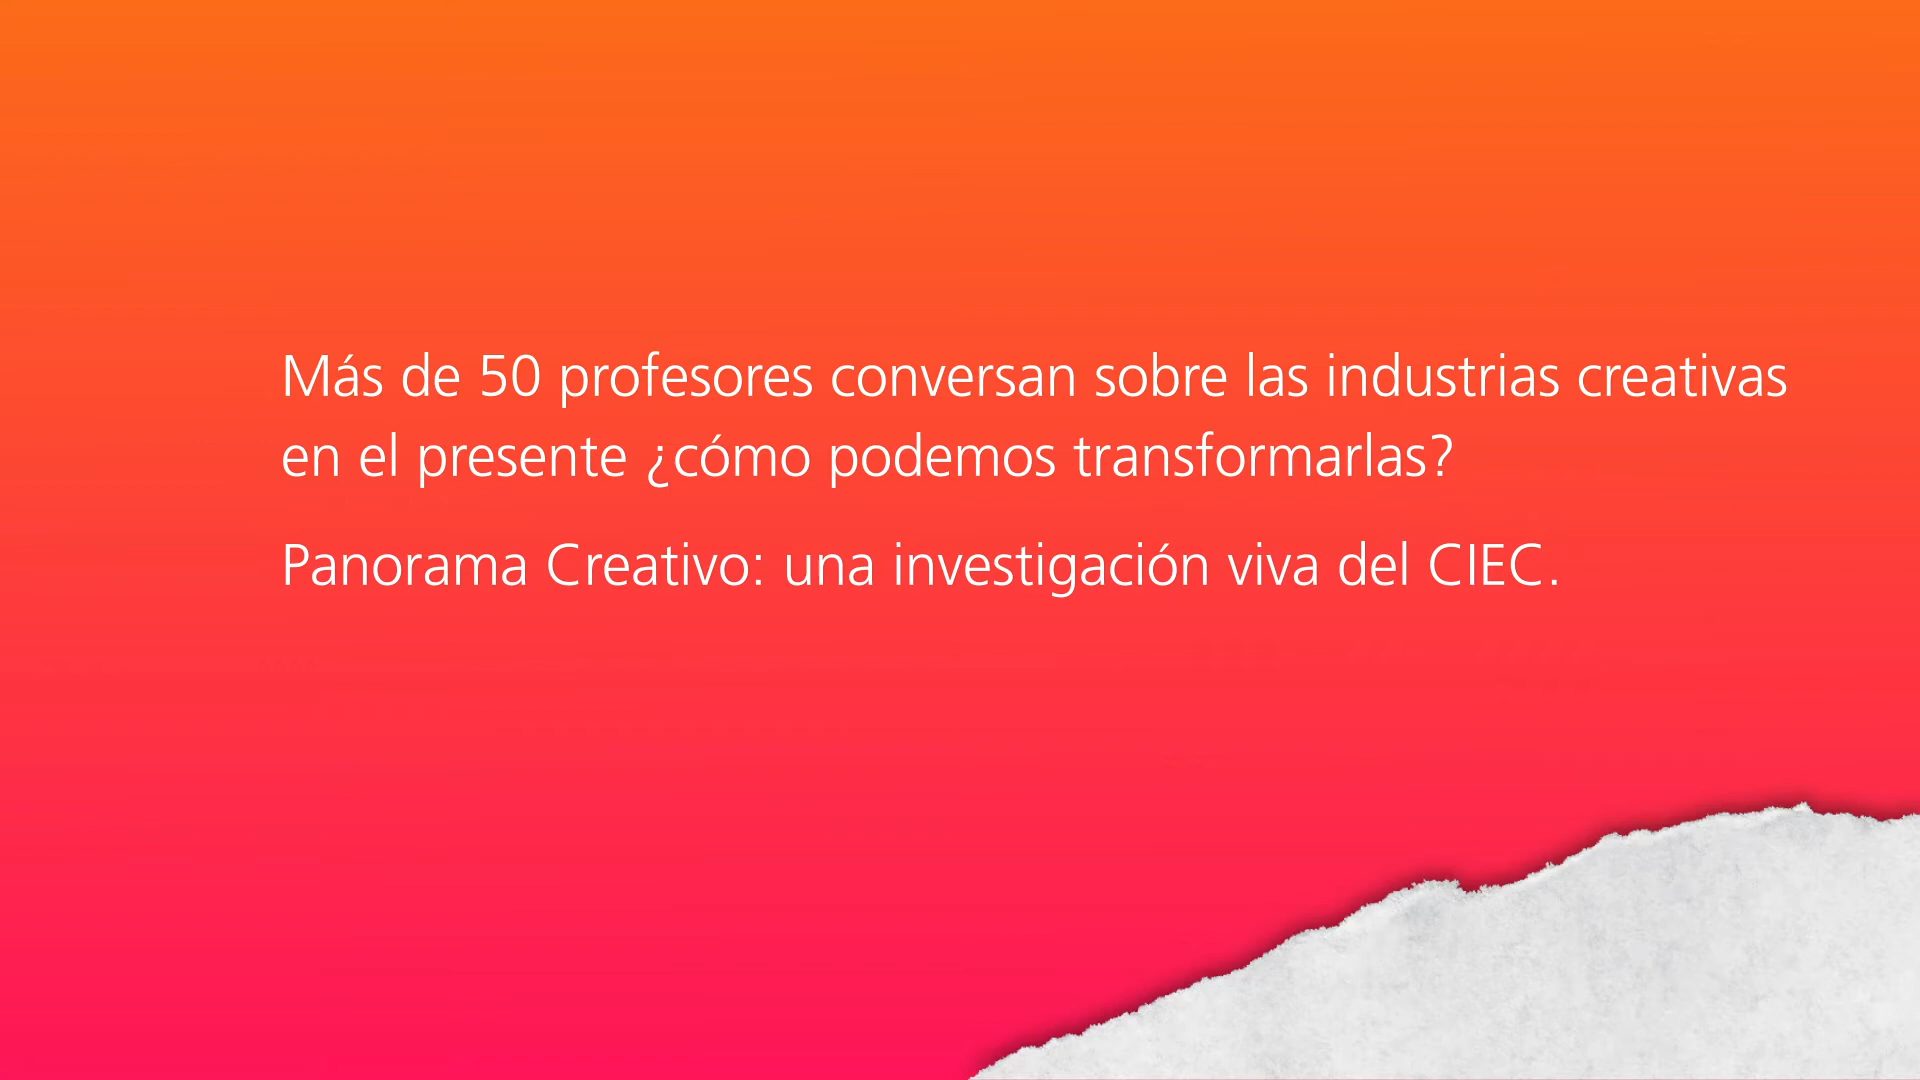 Más de 50 profesores conversan sobre las industrias creativas
en el presente ¿cómo podemos transformarlas?
Panorama Creativo: una investigación viva del CIEC.